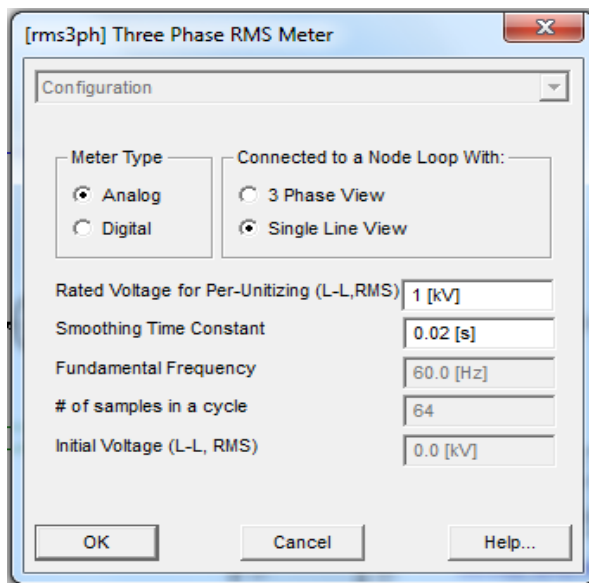 [rms3ph] Three Phase RMS Meter
Configuration
Meter Type
Analog
Digital
Connected to a Node Loop With:
3 Phase View
Single Line View
Rated Voltage for Per-Unitizing (L-L,RMS) 1 [kV]
Smoothing Time Constant 0.02 [s]
Fundamental Frequency 60.0 [Hz]
# of samples in a cycle 64
Initial Voltage (L-L, RMS) 0.0 [kV]
OK Cancel Help...